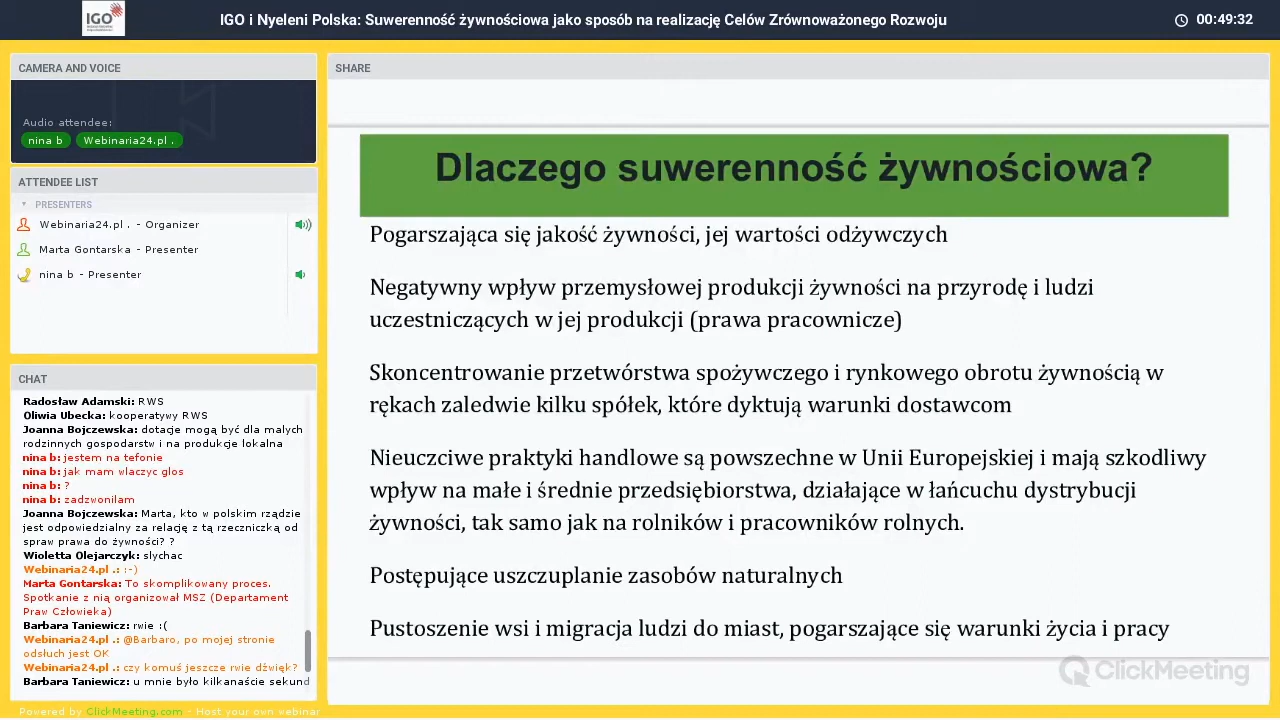 IGO
IGO i Nyeleni Polska: Suwerenność żywnościowa jako sposób na realizację Celów Zrównoważonego Rozwoju
00:49:32
CAMERA AND VOICE
Audio attendee:
nina b
Webinaria24.pl .
ATTENDEE LIST
PRESENTERS
Webinaria24.pl . - Organizer
Marta Gontarska - Presenter
nina b - Presenter
CHAT
Radosław Adamski: RWS
Oliwia Ubecka: kooperatywy RWS
Joanna Bojczewska: dotacje mogą być dla malych
rodzinnych gospodarstw i na produkcje lokalna
nina b: jestem na tefonie
nina b: jak mam wlaczyc glos
nina b: ?
nina b: zadzwonilam
Joanna Bojczewska: Marta, kto w polskim rządzie
jest odpowiedzialny za relację z tą rzeczniczką od
spraw prawa do żywności? ?
Wioletta Olejarczyk: slychac
Webinaria24.pl .: :-)
Marta Gontarska: To skomplikowany proces.
Spotkanie z nią organizował MSZ (Departament
Praw Człowieka)
Barbara Taniewicz: rwie :(
Webinaria24.pl .: @Barbaro, po mojej stronie
odsłuch jest OK
Webinaria24.pl .: czy komuś jeszcze rwie dźwięk?
Barbara Taniewicz: u mnie było kilkanaście sekund
Powered by ClickMeeting.com - Host your own webinar
SHARE
Dlaczego suwerenność żywnościowa?
Pogarszająca się jakość żywności, jej wartości odżywczych
Negatywny wpływ przemysłowej produkcji żywności na przyrodę i ludzi
uczestniczących w jej produkcji (prawa pracownicze)
Skoncentrowanie przetwórstwa spożywczego i rynkowego obrotu żywnością w
rękach zaledwie kilku spółek, które dyktują warunki dostawcom
Nieuczciwe praktyki handlowe są powszechne w Unii Europejskiej i mają szkodliwy
wpływ na małe i średnie przedsiębiorstwa, działające w łańcuchu dystrybucji
żywności, tak samo jak na rolników i pracowników rolnych.
Postępujące uszczuplanie zasobów naturalnych
Pustoszenie wsi i migracja ludzi do miast, pogarszające się warunki życia i pracy
ClickMeeting